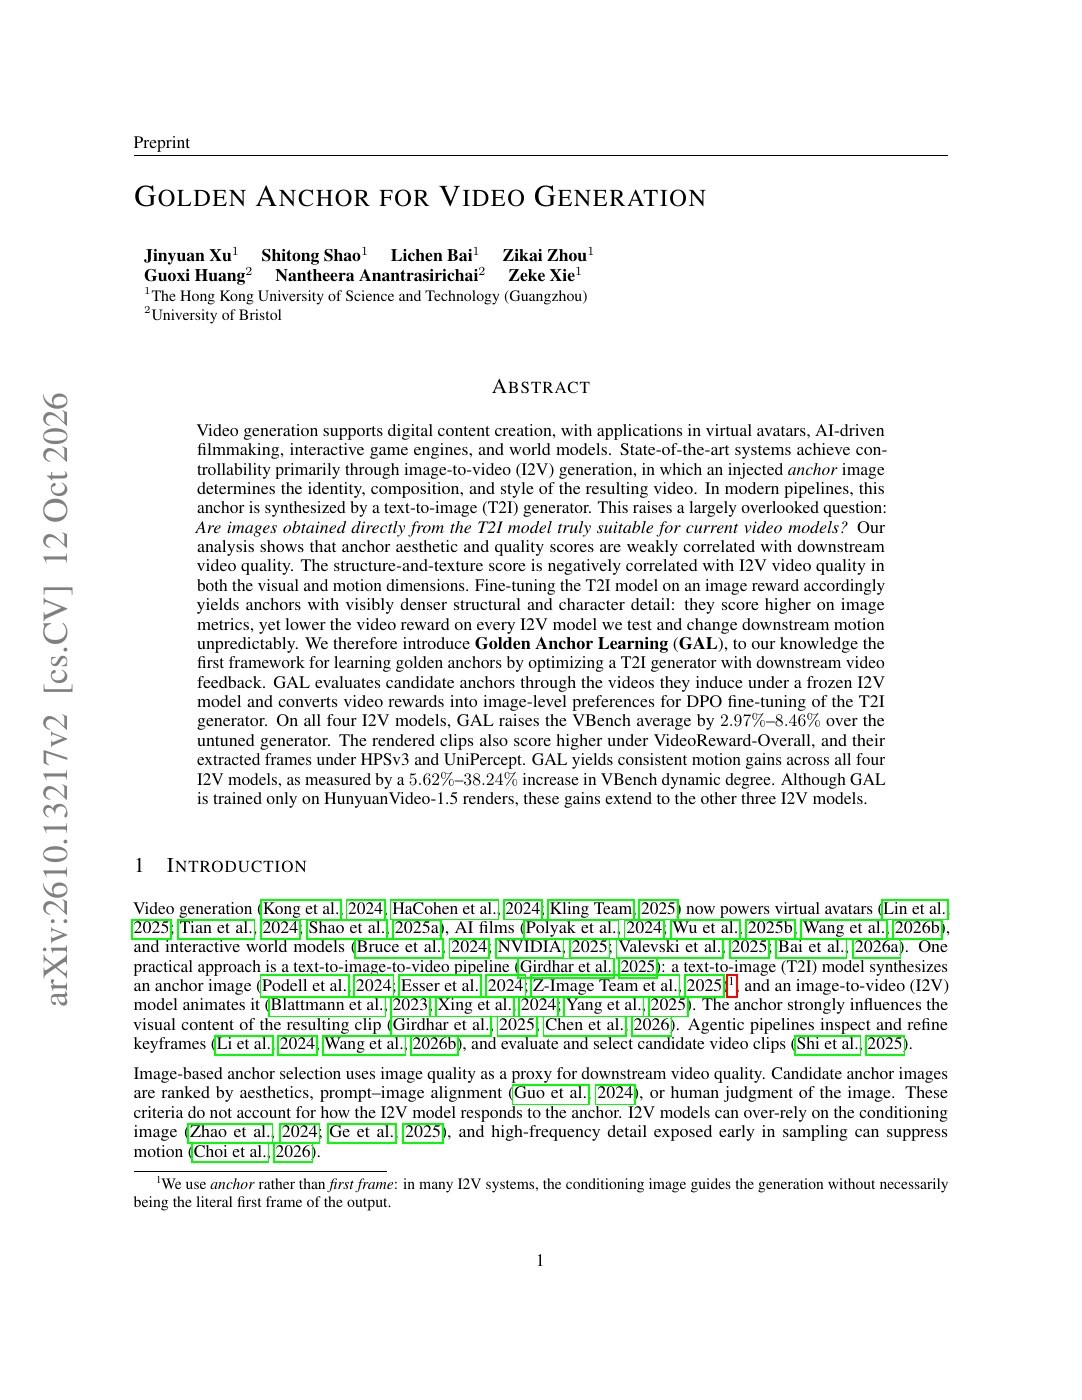 Preprint
GOLDEN ANCHOR FOR VIDEO GENERATION
Jinyuan Xu¹ Shitong Shao¹ Lichen Bai¹ Zikai Zhou¹
Guoxi Huang² Nantheera Anantrasirichai² Zeke Xie¹
¹The Hong Kong University of Science and Technology (Guangzhou)
²University of Bristol
arXiv:2610.13217v2 [cs.CV] 12 Oct 2026
ABSTRACT
Video generation supports digital content creation, with applications in virtual avatars, AI-driven
filmmaking, interactive game engines, and world models. State-of-the-art systems achieve con-
trollability primarily through image-to-video (I2V) generation, in which an injected anchor image
determines the identity, composition, and style of the resulting video. In modern pipelines, this
anchor is synthesized by a text-to-image (T2I) generator. This raises a largely overlooked question:
Are images obtained directly from the T2I model truly suitable for current video models? Our
analysis shows that anchor aesthetic and quality scores are weakly correlated with downstream
video quality. The structure-and-texture score is negatively correlated with I2V video quality in
both the visual and motion dimensions. Fine-tuning the T2I model on an image reward accordingly
yields anchors with visibly denser structural and character detail: they score higher on image
metrics, yet lower the video reward on every I2V model we test and change downstream motion
unpredictably. We therefore introduce Golden Anchor Learning (GAL), to our knowledge the
first framework for learning golden anchors by optimizing a T2I generator with downstream video
feedback. GAL evaluates candidate anchors through the videos they induce under a frozen I2V
model and converts video rewards into image-level preferences for DPO fine-tuning of the T2I
generator. On all four I2V models, GAL raises the VBench average by 2.97%–8.46% over the
untuned generator. The rendered clips also score higher under VideoReward-Overall, and their
extracted frames under HPSv3 and UniPercept. GAL yields consistent motion gains across all four
I2V models, as measured by a 5.62%–38.24% increase in VBench dynamic degree. Although GAL
is trained only on HunyuanVideo-1.5 renders, these gains extend to the other three I2V models.
1 INTRODUCTION
Video generation (Kong et al., 2024; HaCohen et al., 2024; Kling Team, 2025) now powers virtual avatars (Lin et al.,
2025; Tian et al., 2024; Shao et al., 2025a), AI films (Polyak et al., 2024; Wu et al., 2025b; Wang et al., 2026b),
and interactive world models (Bruce et al., 2024; NVIDIA, 2025; Valevski et al., 2025; Bai et al., 2026a). One
practical approach is a text-to-image-to-video pipeline (Girdhar et al., 2025): a text-to-image (T2I) model synthesizes
an anchor image (Podell et al., 2024; Esser et al., 2024; Z-Image Team et al., 2025)¹, and an image-to-video (I2V)
model animates it (Blattmann et al., 2023; Xing et al., 2024; Yang et al., 2025). The anchor strongly influences the
visual content of the resulting clip (Girdhar et al., 2025; Chen et al., 2026). Agentic pipelines inspect and refine
keyframes (Li et al., 2024; Wang et al., 2026b), and evaluate and select candidate video clips (Shi et al., 2025).
Image-based anchor selection uses image quality as a proxy for downstream video quality. Candidate anchor images
are ranked by aesthetics, prompt–image alignment (Guo et al., 2024), or human judgment of the image. These
criteria do not account for how the I2V model responds to the anchor. I2V models can over-rely on the conditioning
image (Zhao et al., 2024; Ge et al., 2025), and high-frequency detail exposed early in sampling can suppress
motion (Choi et al., 2026).
¹We use anchor rather than first frame: in many I2V systems, the conditioning image guides the generation without necessarily
being the literal first frame of the output.
1